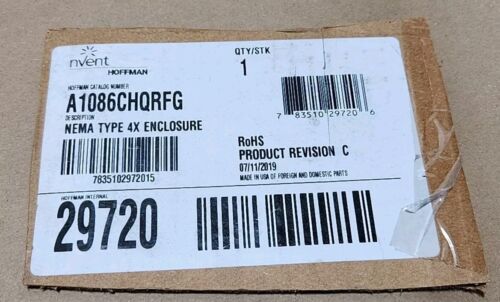 nvent
HOFFMAN
QTY/STK
1
HOFFMAN CATALOG NUMBER
A1086CHQRFG
DESCRIPTION
NEMA TYPE 4X ENCLOSURE
7835102972015
7 83510 29720 6
RoHS
PRODUCT REVISION C
07/11/2019
MADE IN USA OF FOREIGN AND DOMESTIC PARTS
HOFFMAN INTERNAL
29720